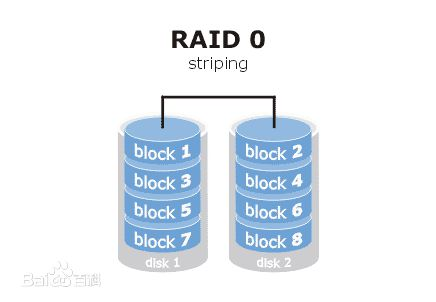 RAID 0
striping
block 1
block 2
block 3
block 4
block 5
block 6
block 7
block 8
disk 1
disk 2
Bai百科